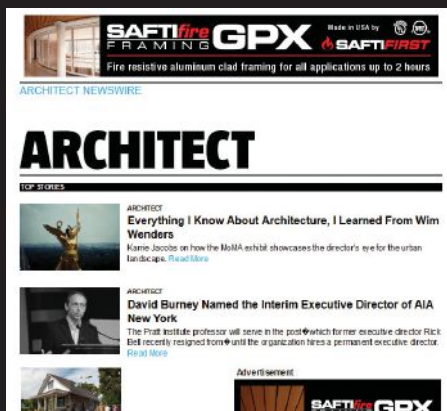 SAFTIfire GPX Made in USA by
FRAMING SAFTIFIRST
Fire resistive aluminum clad framing for all applications up to 2 hours
ARCHITECT NEWSWIRE
ARCHITECT
TOP STORIES
ARCHITECT
Everything I Know About Architecture, I Learned From Wim
Wenders
Karrie Jacobs on how the MoMA exhibit showcases the director's eye for the urban
landscape. Read More
ARCHITECT
David Burney Named the Interim Executive Director of AIA
New York
The Pratt Institute professor will serve in the post�which former executive director Rick
Bell recently resigned from�until the organization hires a permanent executive director.
Read More
Advertisement
SAFTIfire GPX